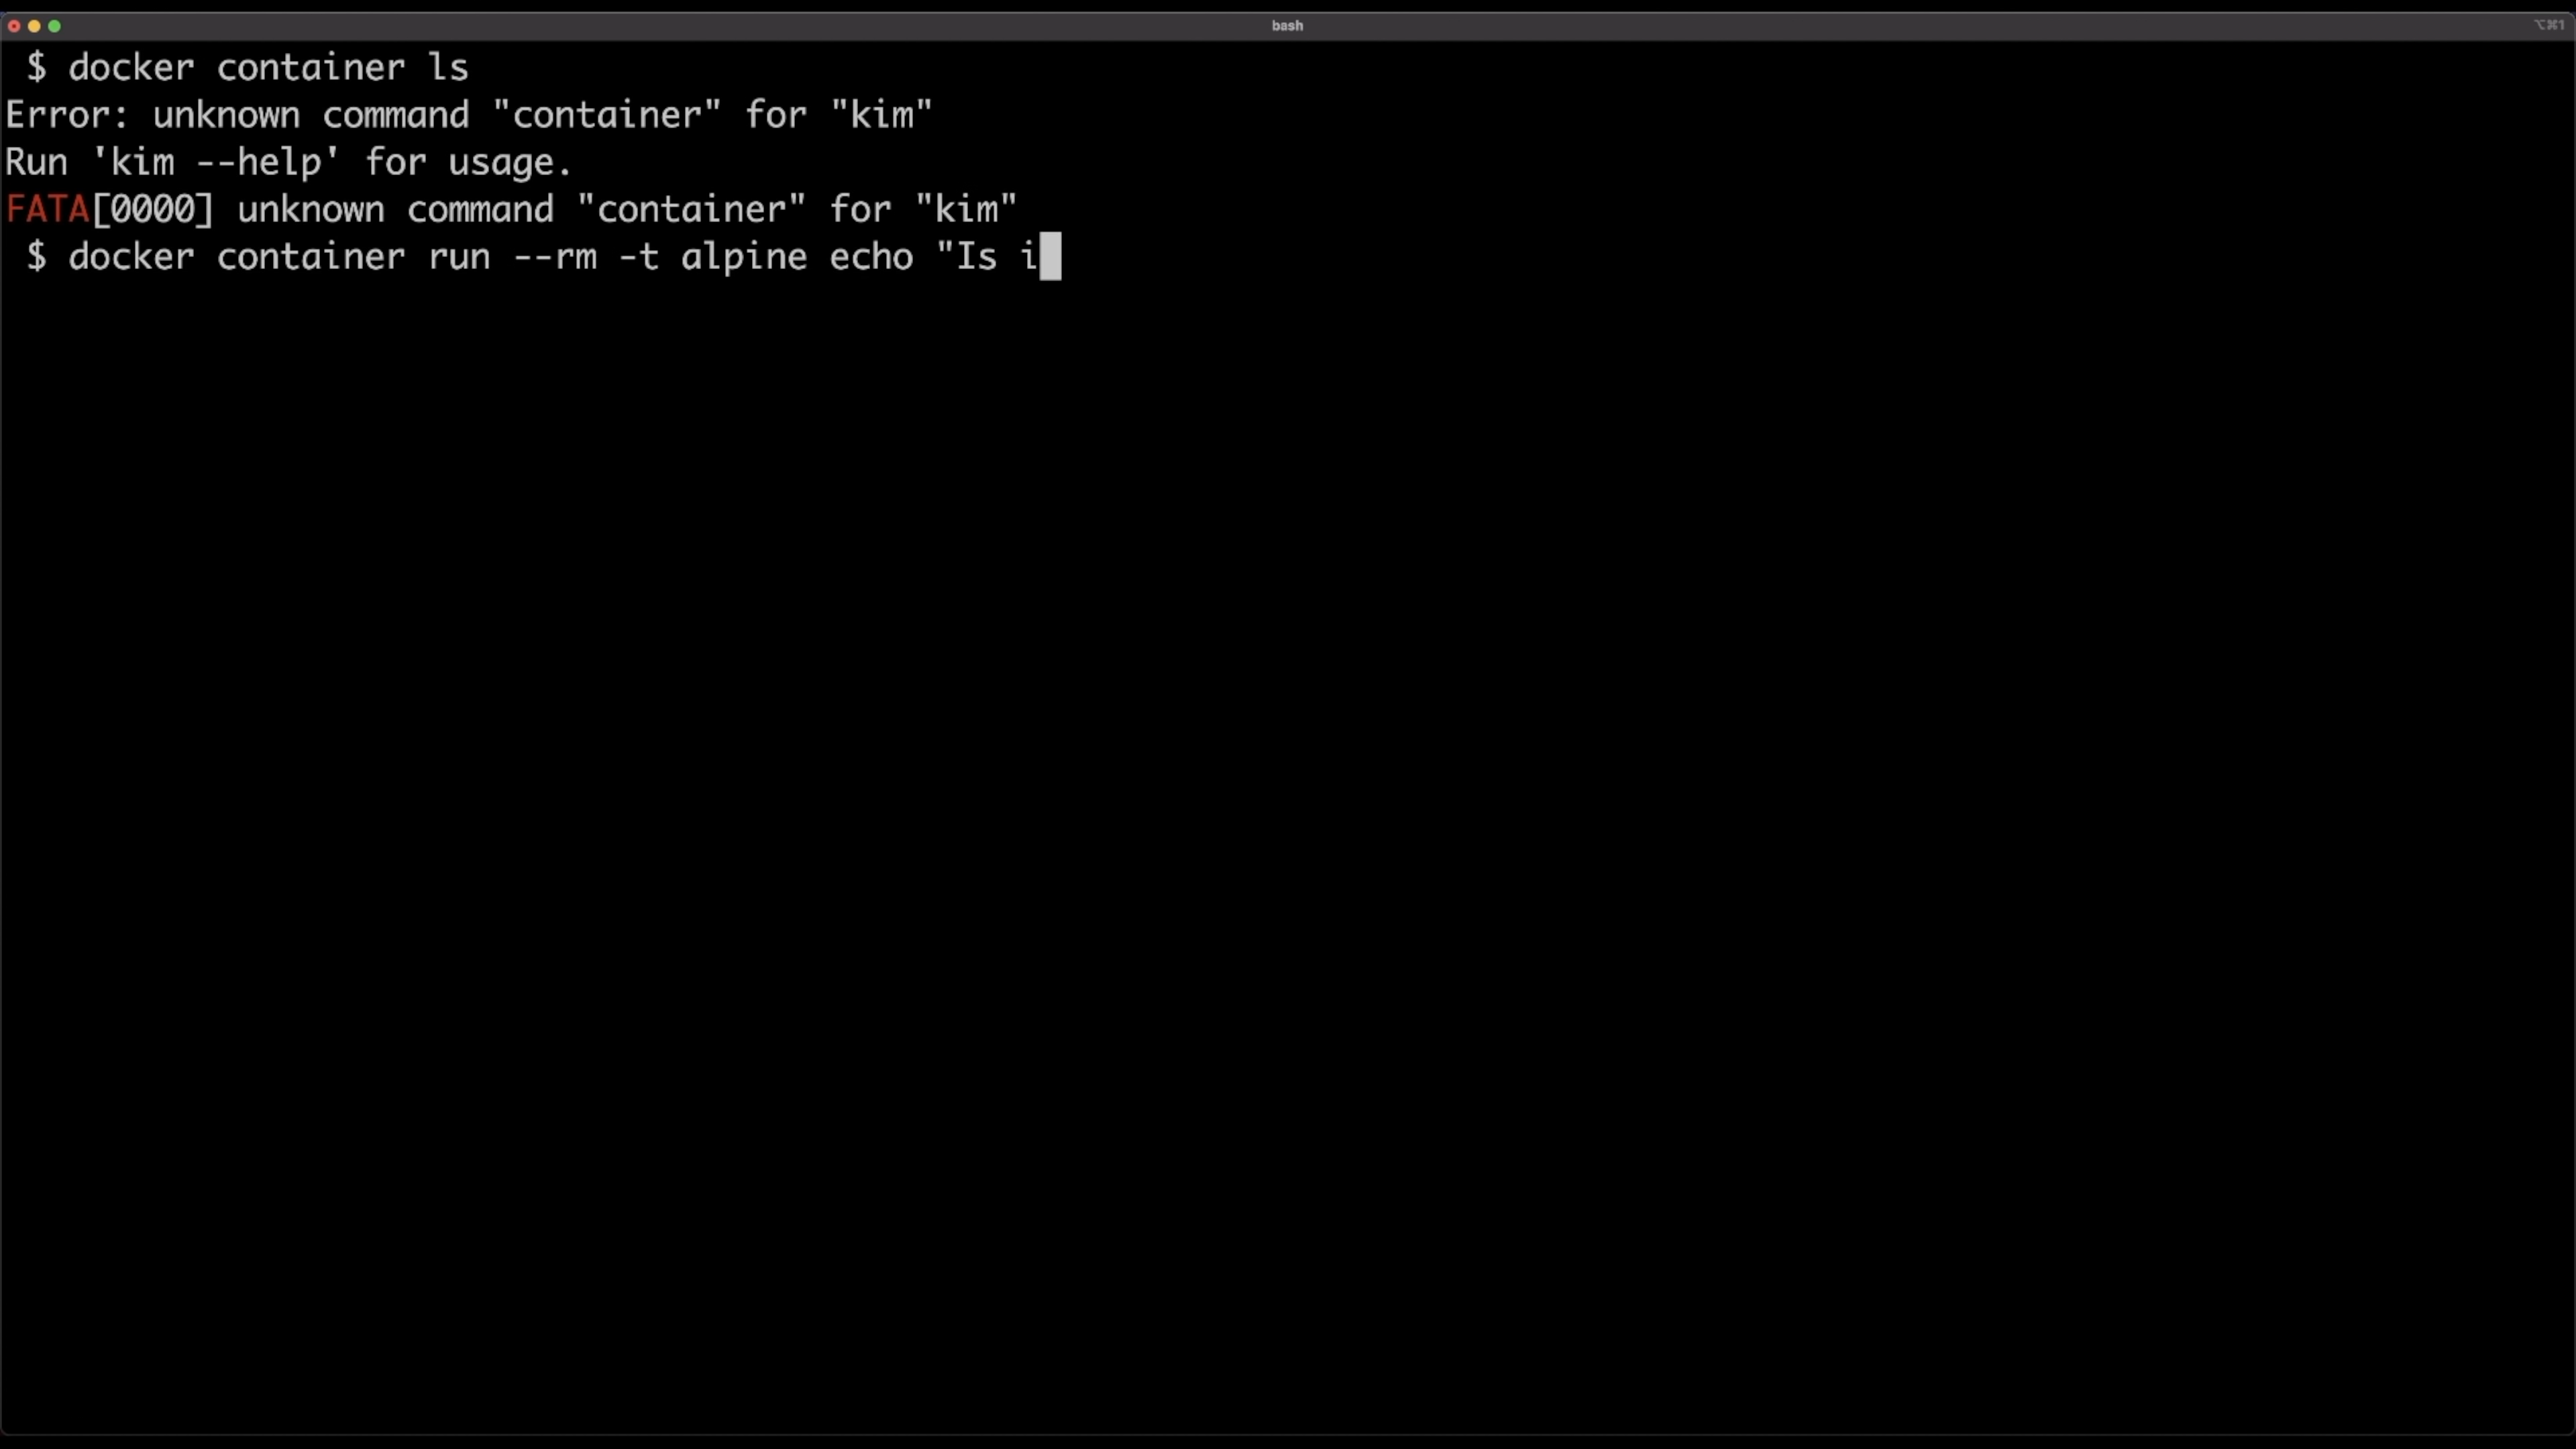 bash
⌥⌘1
$ docker container ls
Error: unknown command "container" for "kim"
Run 'kim --help' for usage.
FATA[0000] unknown command "container" for "kim"
$ docker container run --rm -t alpine echo "Is i